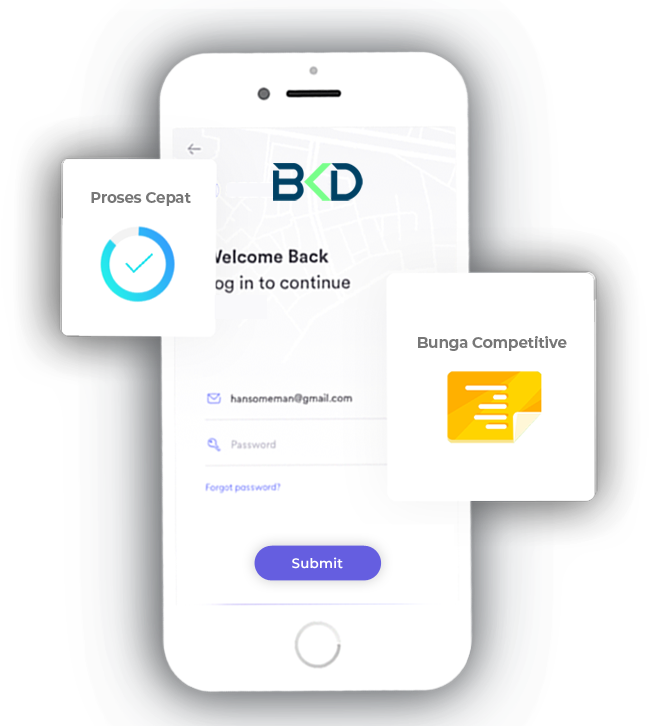 BKD
Proses Cepat
Welcome Back
og in to continue
Bunga Competitive
hansomeman@gmail.com
Password
Forgot password?
Submit